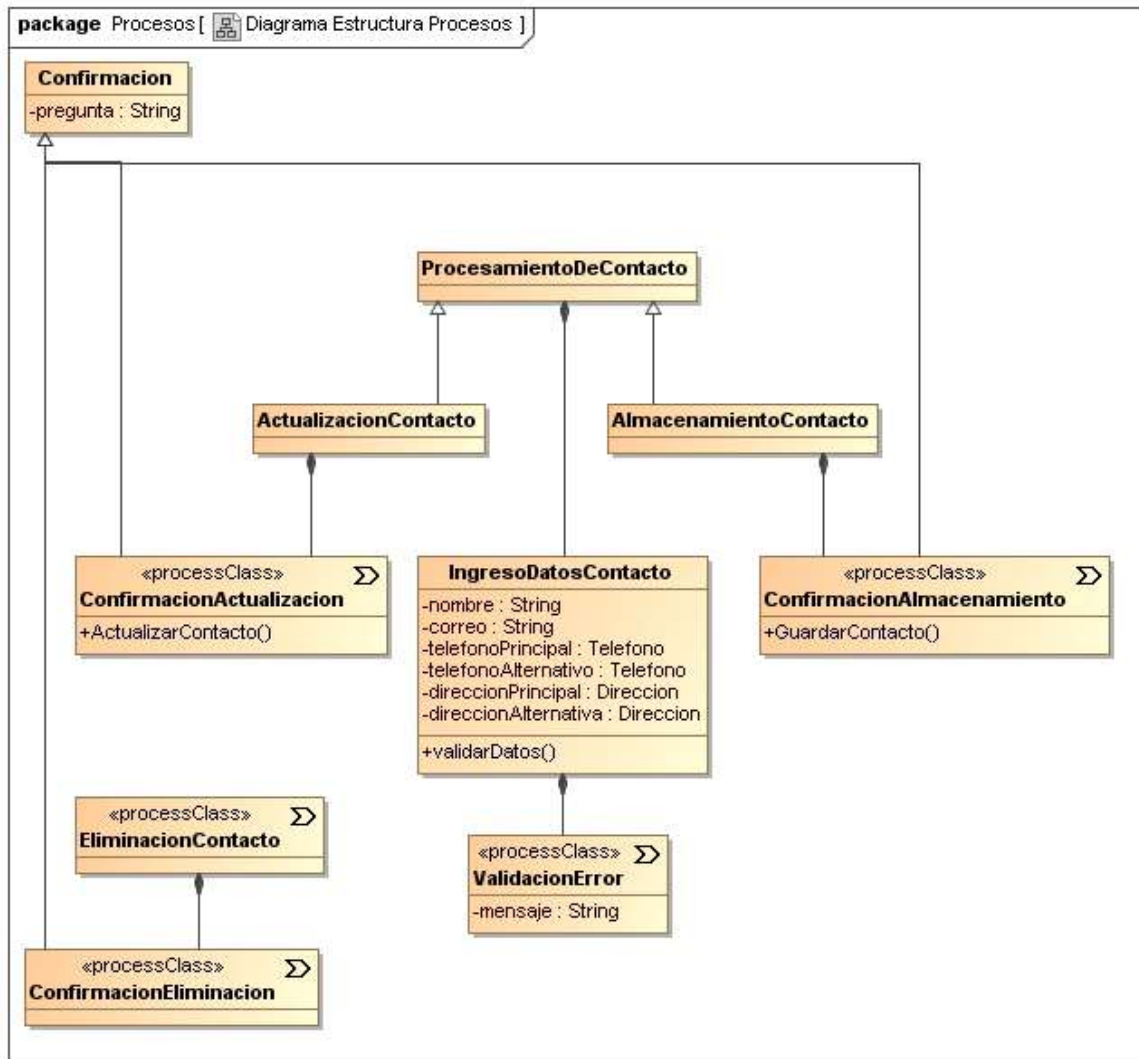 package Procesos [ Diagrama Estructura Procesos ]
Confirmacion
-pregunta : String
ProcesamientoDeContacto
ActualizacionContacto
AlmacenamientoContacto
«processClass»
ConfirmacionActualizacion
+ActualizarContacto()
IngresoDatosContacto
-nombre : String
-correo : String
-telefonoPrincipal : Telefono
-telefonoAlternativo : Telefono
-direccionPrincipal : Direccion
-direccionAlternativa : Direccion
+validarDatos()
«processClass»
ConfirmacionAlmacenamiento
+GuardarContacto()
«processClass»
EliminacionContacto
«processClass»
ValidacionError
-mensaje : String
«processClass»
ConfirmacionEliminacion